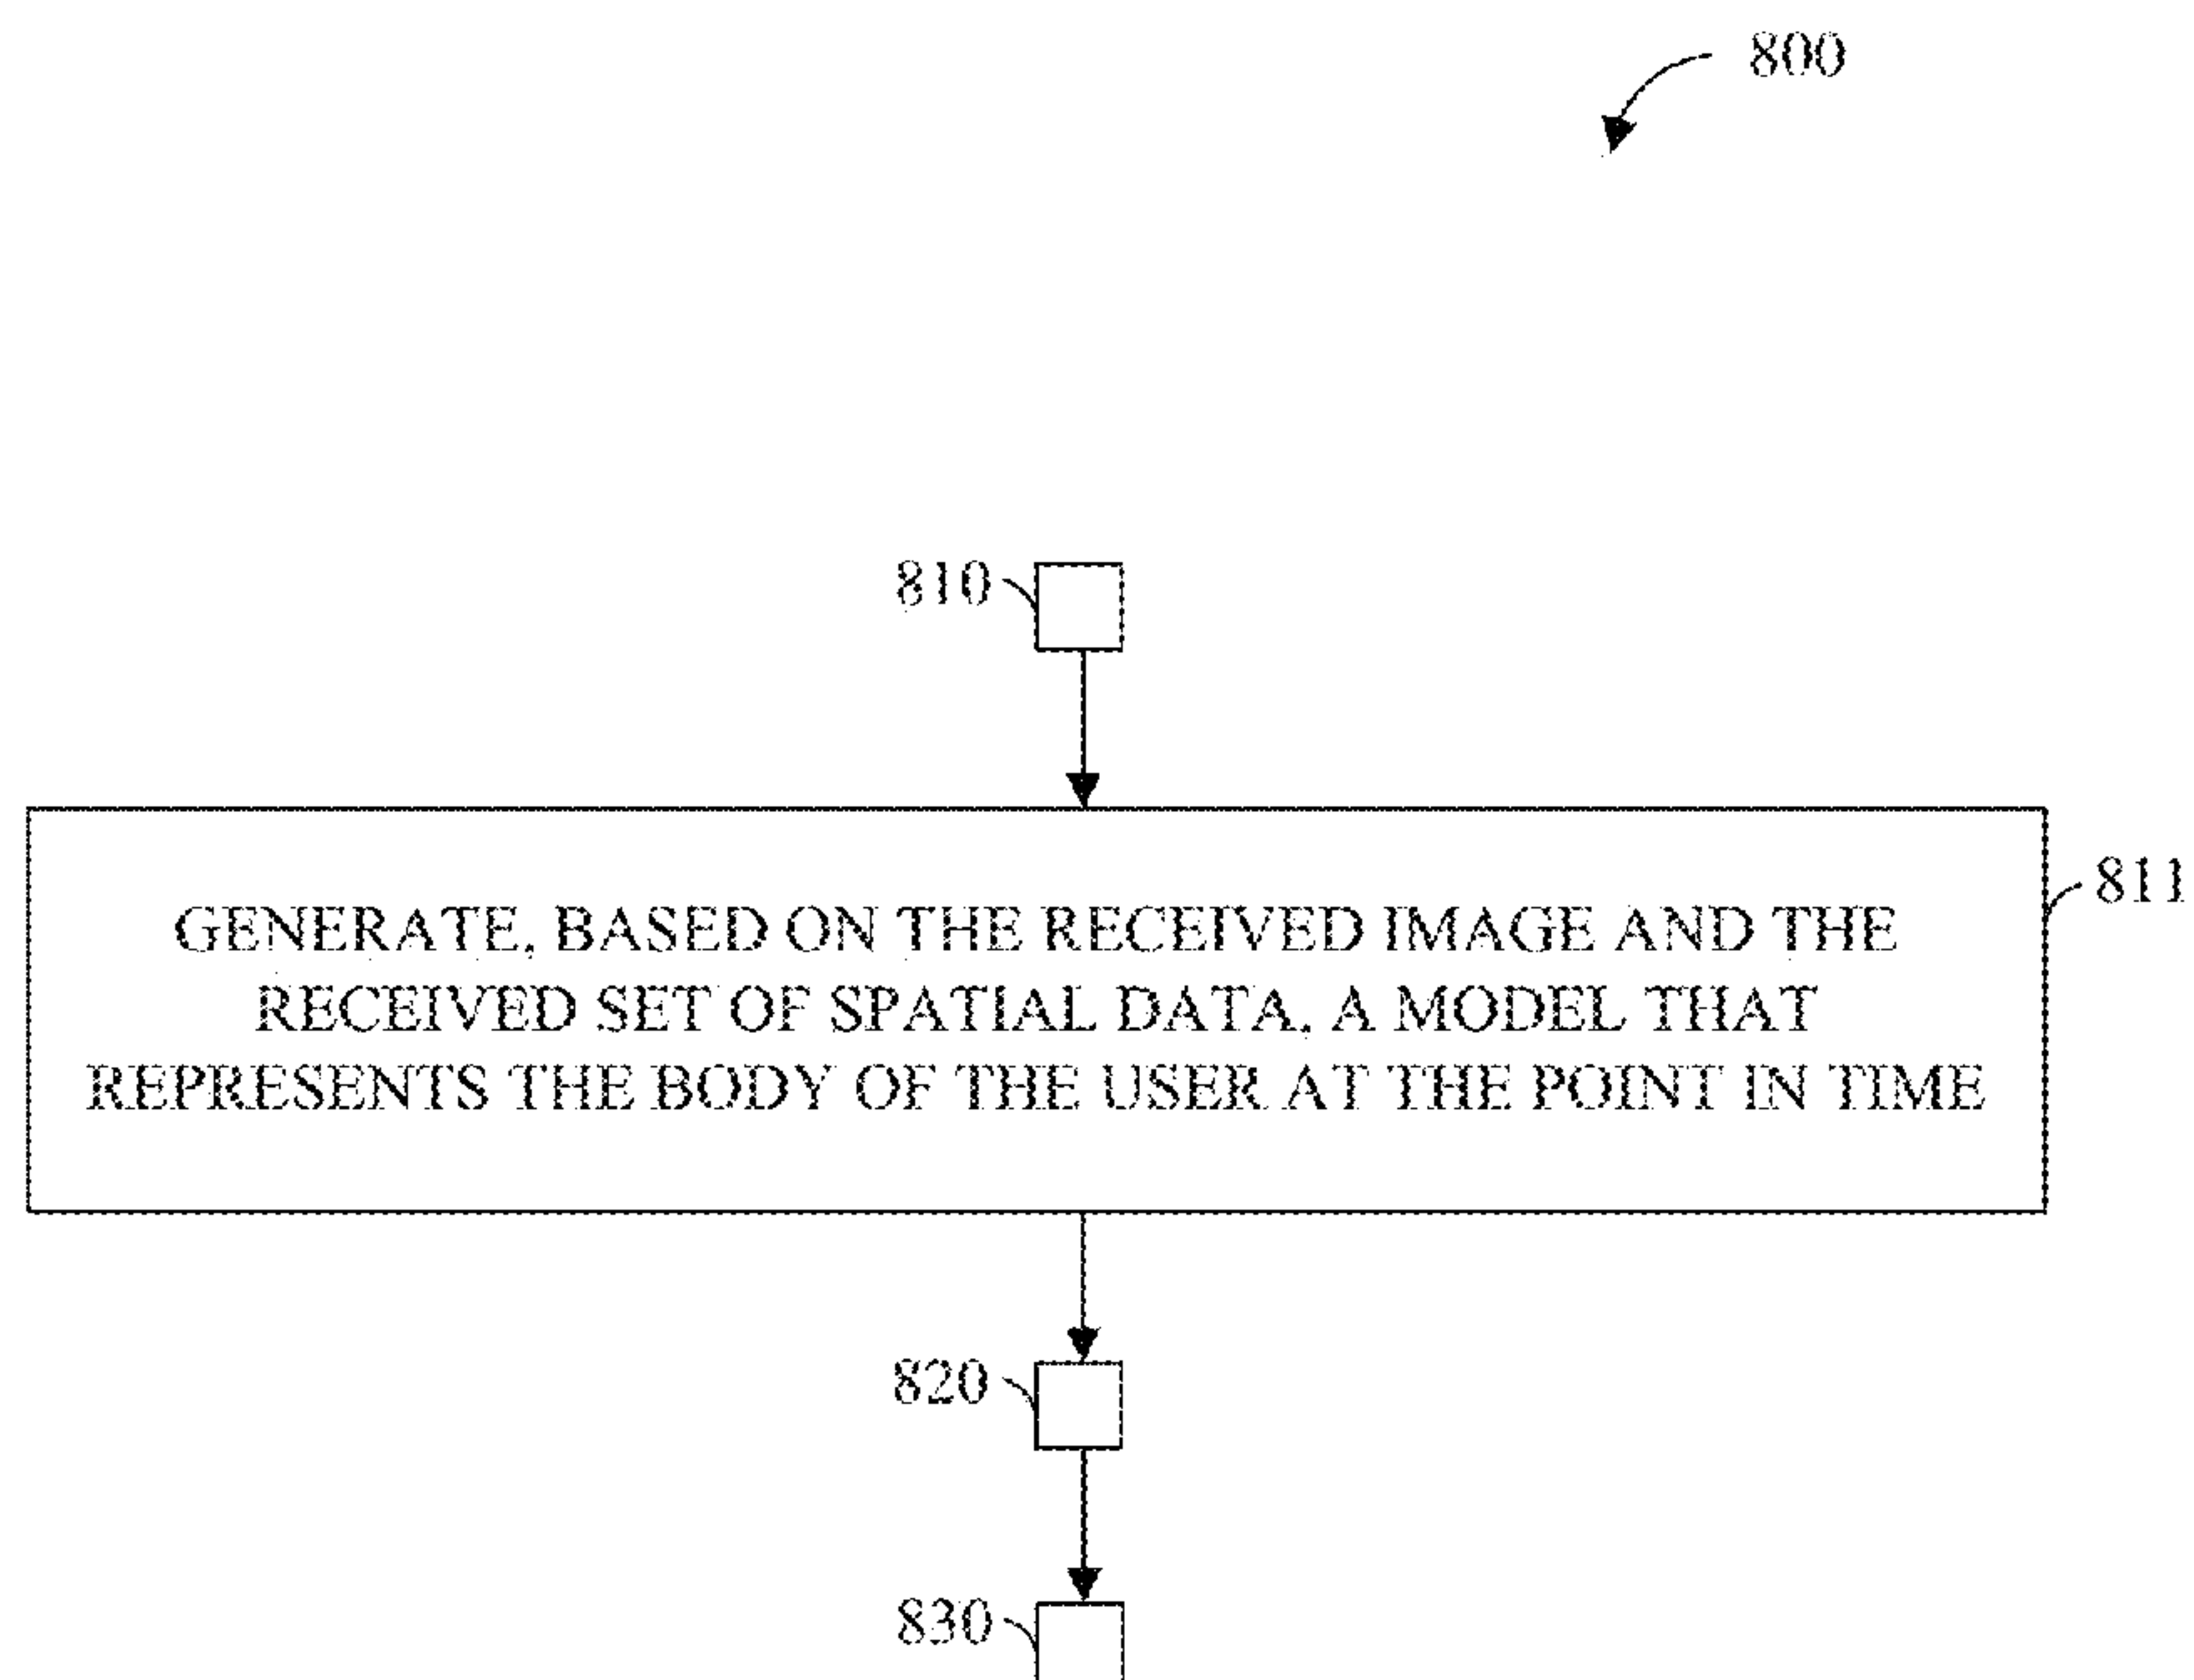 800
810
811
GENERATE, BASED ON THE RECEIVED IMAGE AND THE
RECEIVED SET OF SPATIAL DATA, A MODEL THAT
REPRESENTS THE BODY OF THE USER AT THE POINT IN TIME
820
830